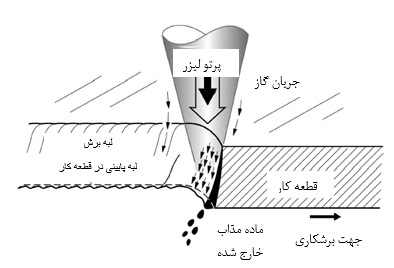 پرتو لیزر
جریان گاز
لبه برش
لبه پایینی در قطعه کار
قطعه کار
ماده مذاب
خارج شده
جهت برشکاری